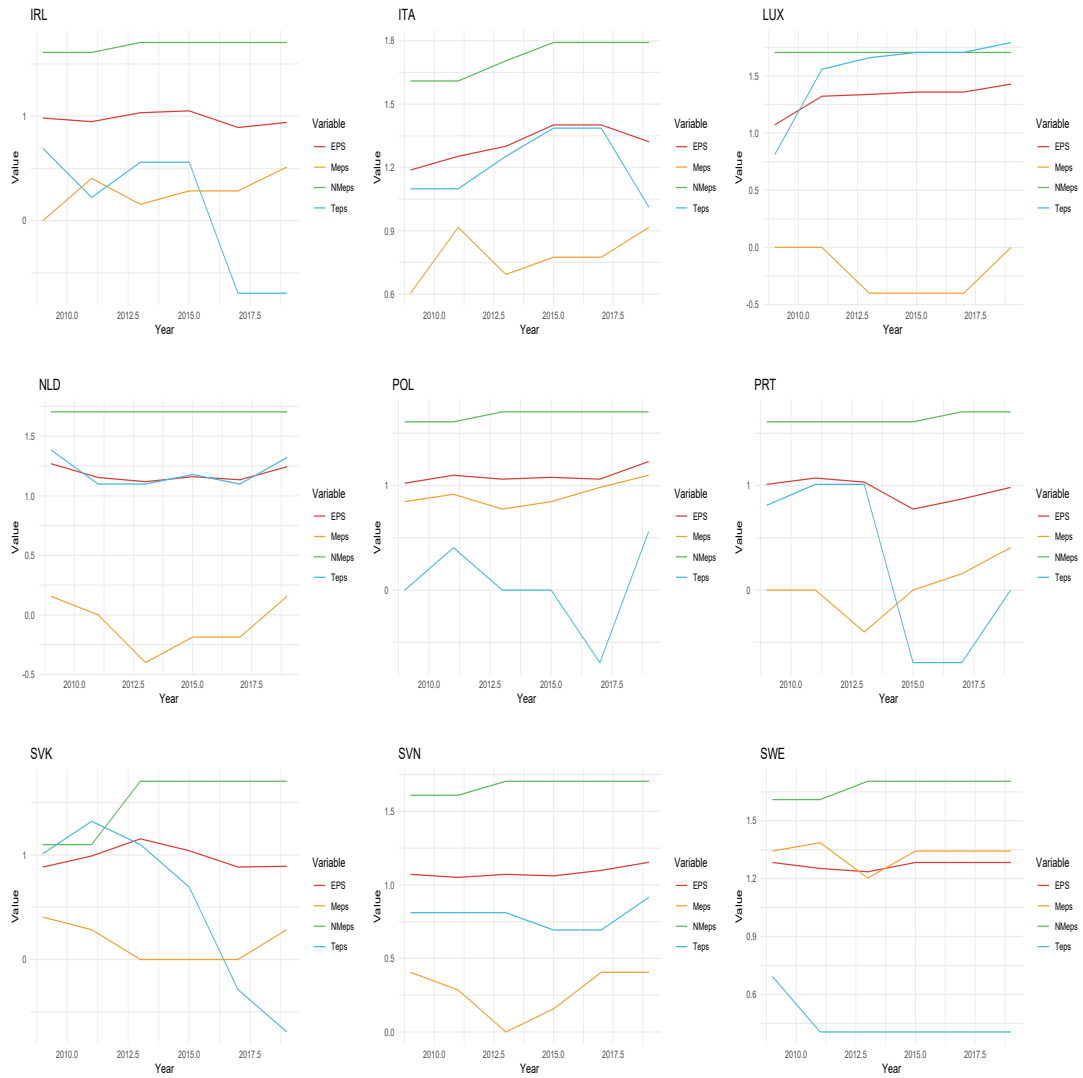 IRL
Value
1
0
2010.0 2012.5 2015.0 2017.5
Year
Variable
EPS
Meps
NMeps
Teps
ITA
Value
1.8
1.5
1.2
0.9
0.6
2010.0 2012.5 2015.0 2017.5
Year
Variable
EPS
Meps
NMeps
Teps
LUX
Value
1.5
1.0
0.5
0.0
-0.5
2010.0 2012.5 2015.0 2017.5
Year
Variable
EPS
Meps
NMeps
Teps
NLD
Value
1.5
1.0
0.5
0.0
-0.5
2010.0 2012.5 2015.0 2017.5
Year
Variable
EPS
Meps
NMeps
Teps
POL
Value
1
0
2010.0 2012.5 2015.0 2017.5
Year
Variable
EPS
Meps
NMeps
Teps
PRT
Value
1
0
2010.0 2012.5 2015.0 2017.5
Year
Variable
EPS
Meps
NMeps
Teps
SVK
Value
1
0
2010.0 2012.5 2015.0 2017.5
Year
Variable
EPS
Meps
NMeps
Teps
SVN
Value
1.5
1.0
0.5
0.0
2010.0 2012.5 2015.0 2017.5
Year
Variable
EPS
Meps
NMeps
Teps
SWE
Value
1.5
1.2
0.9
0.6
2010.0 2012.5 2015.0 2017.5
Year
Variable
EPS
Meps
NMeps
Teps